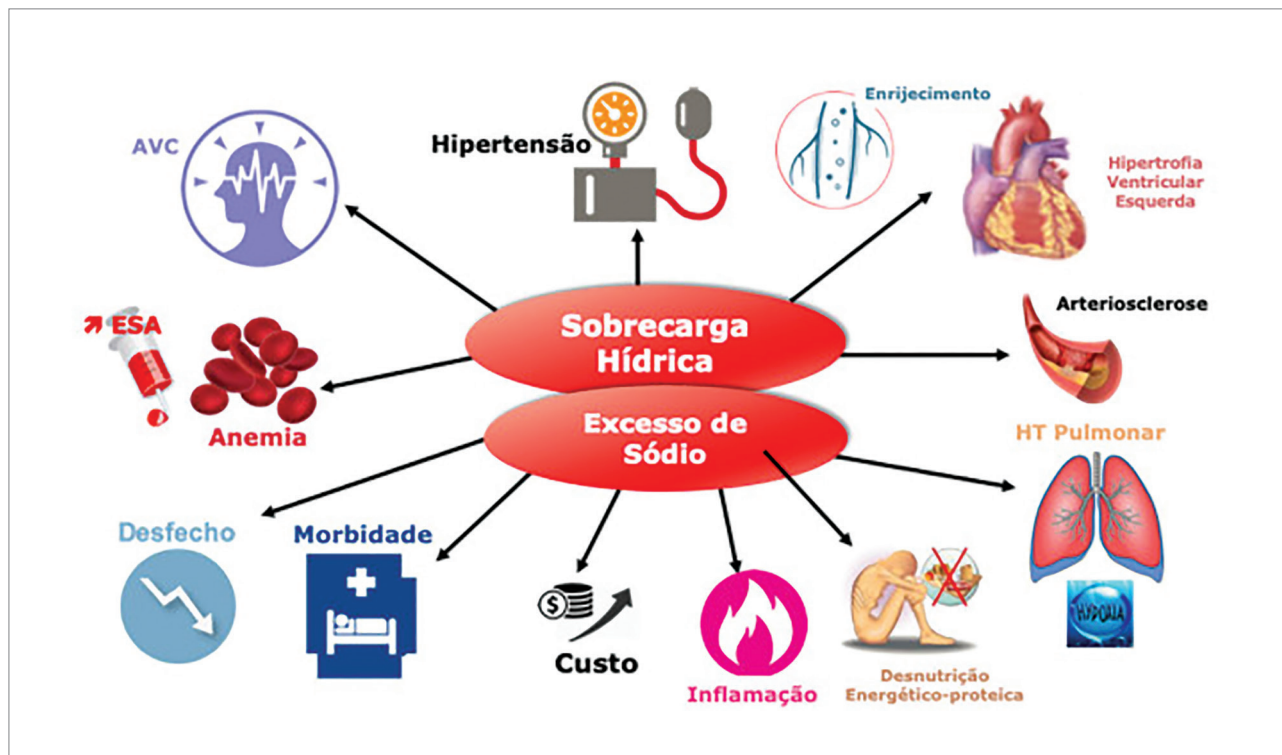 AVC
Hipertensão
Enrijecimento
Hipertrofia
Ventricular
Esquerda
Sobrecarga
Hídrica
↗ ESA
Anemia
Arteriosclerose
Excesso de
Sódio
HT Pulmonar
HYPOXIA
Desfecho
Morbidade
$
Custo
Inflamação
Desnutrição
Energético-proteica